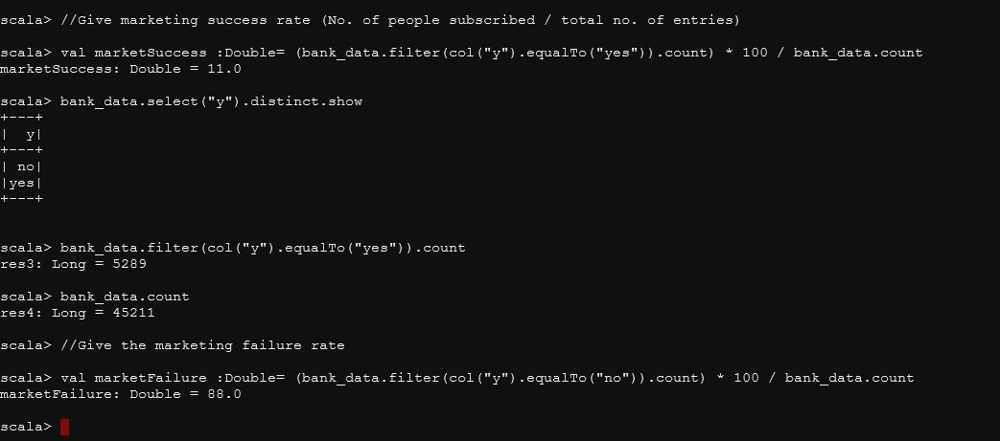 scala> //Give marketing success rate (No. of people subscribed / total no. of entries)
scala> val marketSuccess :Double= (bank_data.filter(col("y").equalTo("yes")).count) * 100 / bank_data.count
marketSuccess: Double = 11.0
scala> bank_data.select("y").distinct.show
+---+
|  y|
+---+
| no|
|yes|
+---+
scala> bank_data.filter(col("y").equalTo("yes")).count
res3: Long = 5289
scala> bank_data.count
res4: Long = 45211
scala> //Give the marketing failure rate
scala> val marketFailure :Double= (bank_data.filter(col("y").equalTo("no")).count) * 100 / bank_data.count
marketFailure: Double = 88.0
scala>